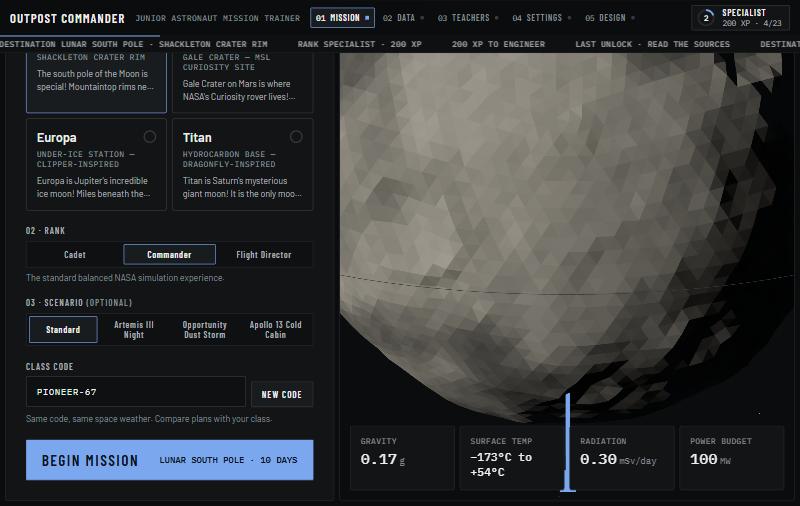 OUTPOST COMMANDER JUNIOR ASTRONAUT MISSION TRAINER 01 MISSION 02 DATA 03 TEACHERS 04 SETTINGS 05 DESIGN 2 SPECIALIST
200 XP · 4/23
DESTINATION LUNAR SOUTH POLE · SHACKLETON CRATER RIM RANK SPECIALIST · 200 XP 200 XP TO ENGINEER LAST UNLOCK · READ THE SOURCES DESTINAT
SHACKLETON CRATER RIM
The south pole of the Moon is
special! Mountaintop rims ne...
GALE CRATER — MSL
CURIOSITY SITE
Gale Crater on Mars is where
NASA's Curiosity rover lives!...
Europa
UNDER-ICE STATION —
CLIPPER-INSPIRED
Europa is Jupiter's incredible
ice moon! Miles beneath the...
Titan
HYDROCARBON BASE —
DRAGONFLY-INSPIRED
Titan is Saturn's mysterious
giant moon! It is the only moo...
02 · RANK
Cadet Commander Flight Director
The standard balanced NASA simulation experience.
03 · SCENARIO (OPTIONAL)
Standard
Artemis III
Night
Opportunity
Dust Storm
Apollo 13 Cold
Cabin
CLASS CODE
PIONEER-67 NEW CODE
Same code, same space weather. Compare plans with your class.
BEGIN MISSION LUNAR SOUTH POLE · 10 DAYS
GRAVITY
0.17 g
SURFACE TEMP
−173°C to
+54°C
RADIATION
0.30 mSv/day
POWER BUDGET
100 MW